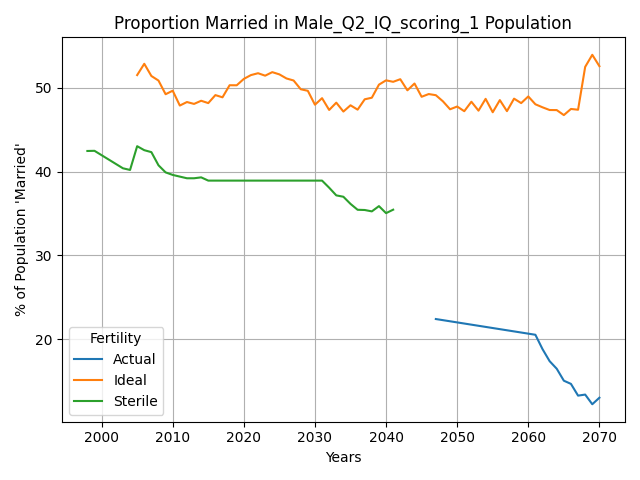 Proportion Married in Male_Q2_IQ_scoring_1 Population
% of Population 'Married'
50
40
30
20
Fertility
Actual
Ideal
Sterile
2000 2010 2020 2030 2040 2050 2060 2070
Years